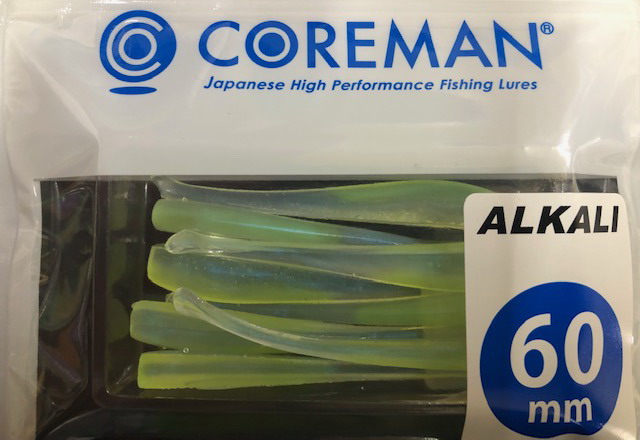 COREMAN®
Japanese High Performance Fishing Lures
ALKALI
60
mm